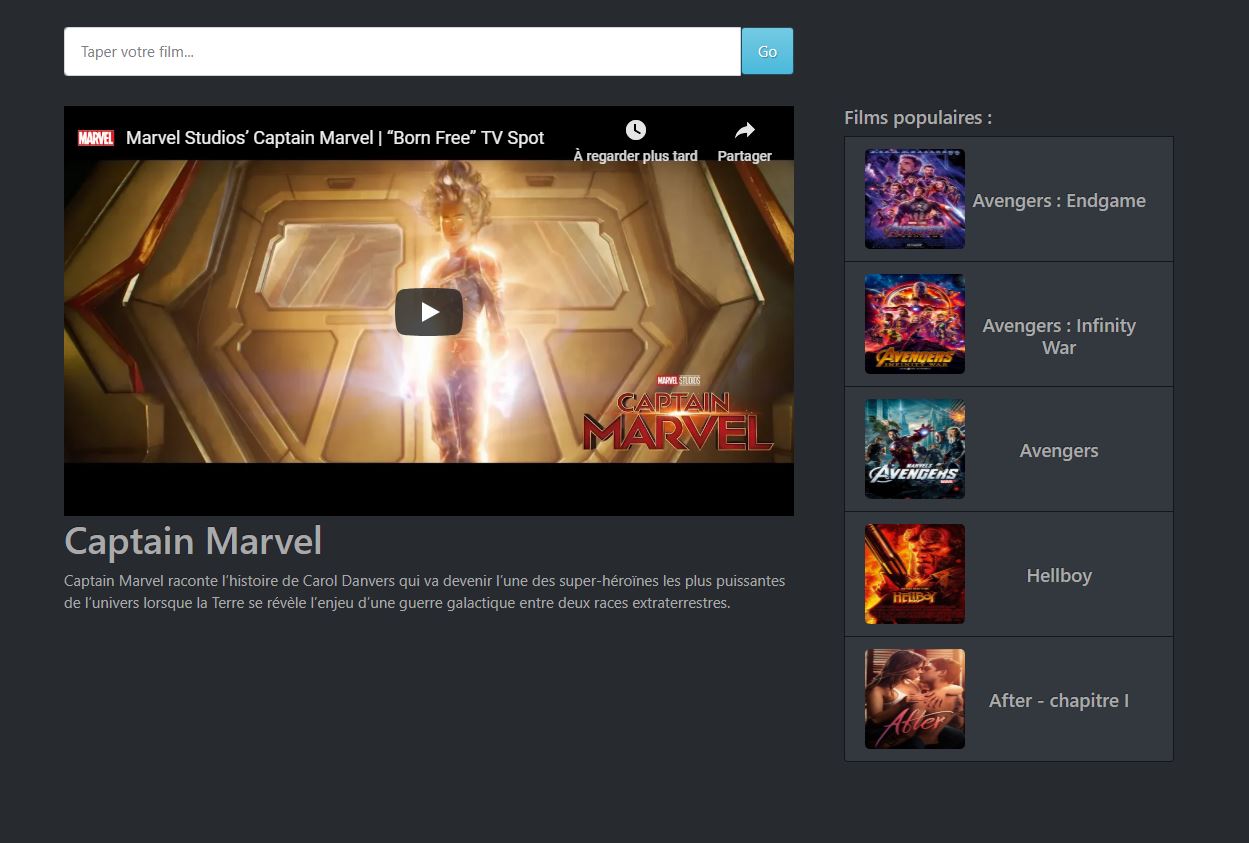 Taper votre film...
Go
MARVEL Marvel Studios’ Captain Marvel | “Born Free” TV Spot
À regarder plus tard
Partager
MARVEL STUDIOS
CAPTAIN
MARVEL
Captain Marvel
Captain Marvel raconte l’histoire de Carol Danvers qui va devenir l’une des super-héroïnes les plus puissantes
de l’univers lorsque la Terre se révèle l’enjeu d’une guerre galactique entre deux races extraterrestres.
Films populaires :
Avengers : Endgame
AVENGERS
INFINITY WAR
Avengers : Infinity
War
MARVEL'S
AVENGERS
Avengers
HELLBOY
Hellboy
After
After - chapitre I